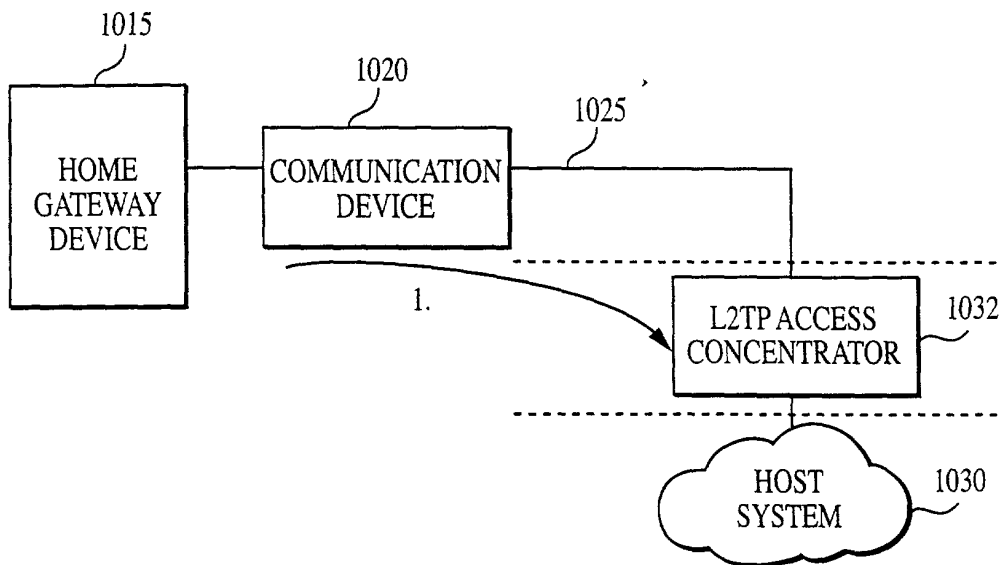 1015
HOME
GATEWAY
DEVICE
1020
COMMUNICATION
DEVICE
1025
1.
L2TP ACCESS
CONCENTRATOR
1032
HOST
SYSTEM
1030